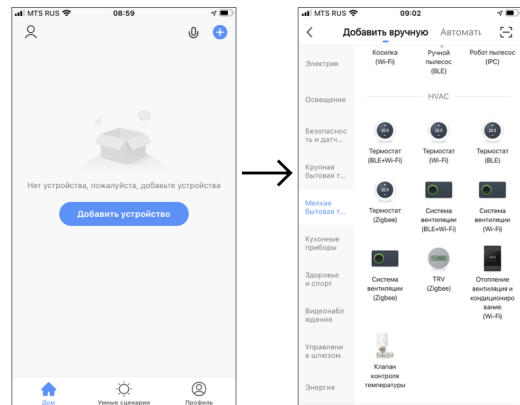 MTS RUS
08:59
Нет устройства, пожалуйста, добавьте устройства
Добавить устройство
Дом
Умные сценарии
Профиль
MTS RUS
09:02
Добавить вручную
Автомати
Электрик
Освещение
Безопаснос
ть и датч...
Крупная
бытовая т...
Мелкая
бытовая т...
Кухонные
приборы
Здоровье
и спорт
Видеонабл
юдение
Управлени
е шлюзом
Энергия
Косилка
(Wi-Fi)
Ручной
пылесос
(BLE)
Робот пылесос
(IPC)
HVAC
Термостат
(BLE+Wi-Fi)
Термостат
(Wi-Fi)
Термостат
(BLE)
Термостат
(Zigbee)
Система
вентиляции
(BLE+Wi-Fi)
Система
вентиляции
(Wi-Fi)
Система
вентиляции
(Zigbee)
TRV
(Zigbee)
Отопление
вентиляция и
кондициониро
вание
(Wi-Fi)
Клапан
контроля
температуры